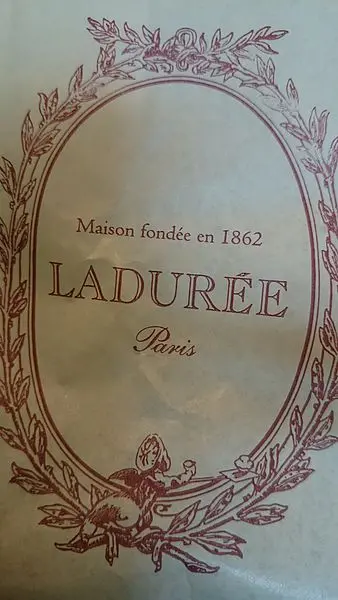 Maison fondée en 1862
LADURÉE
Paris